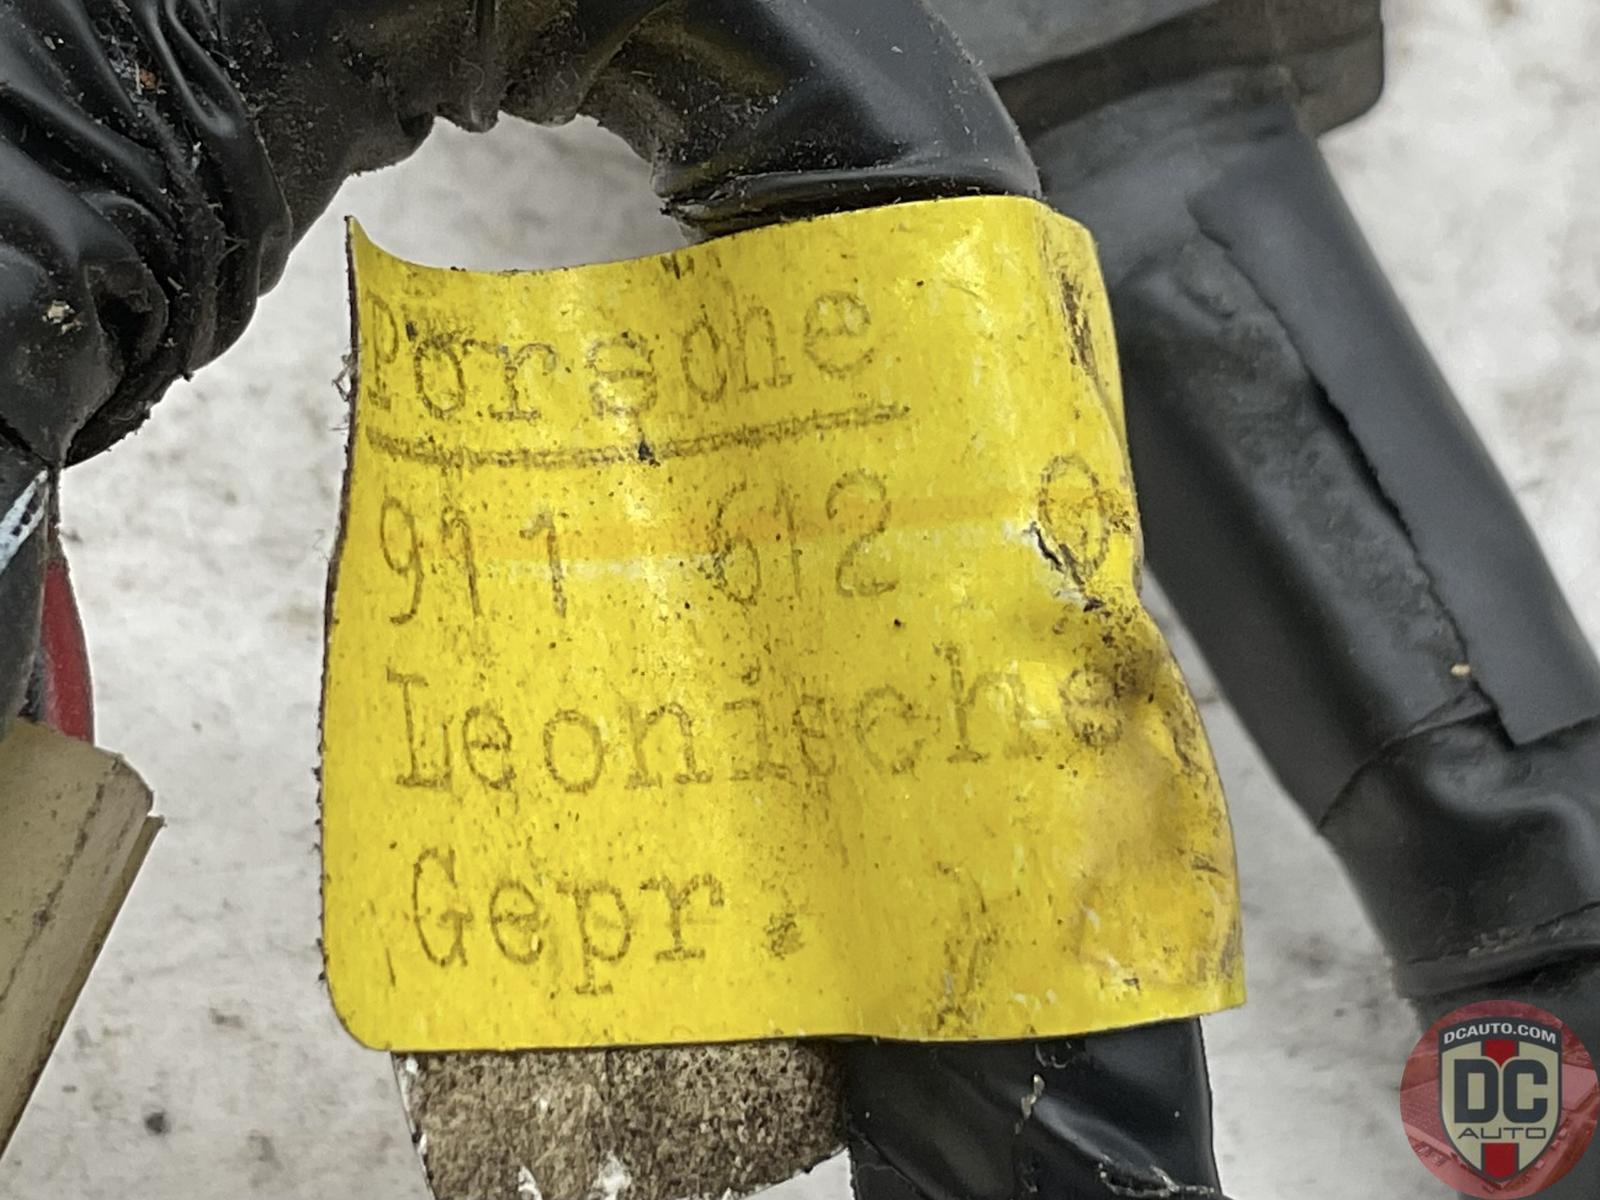 Porsche
911 612 0
Leonische
Gepr.
DCAUTO.COM
DC
AUTO